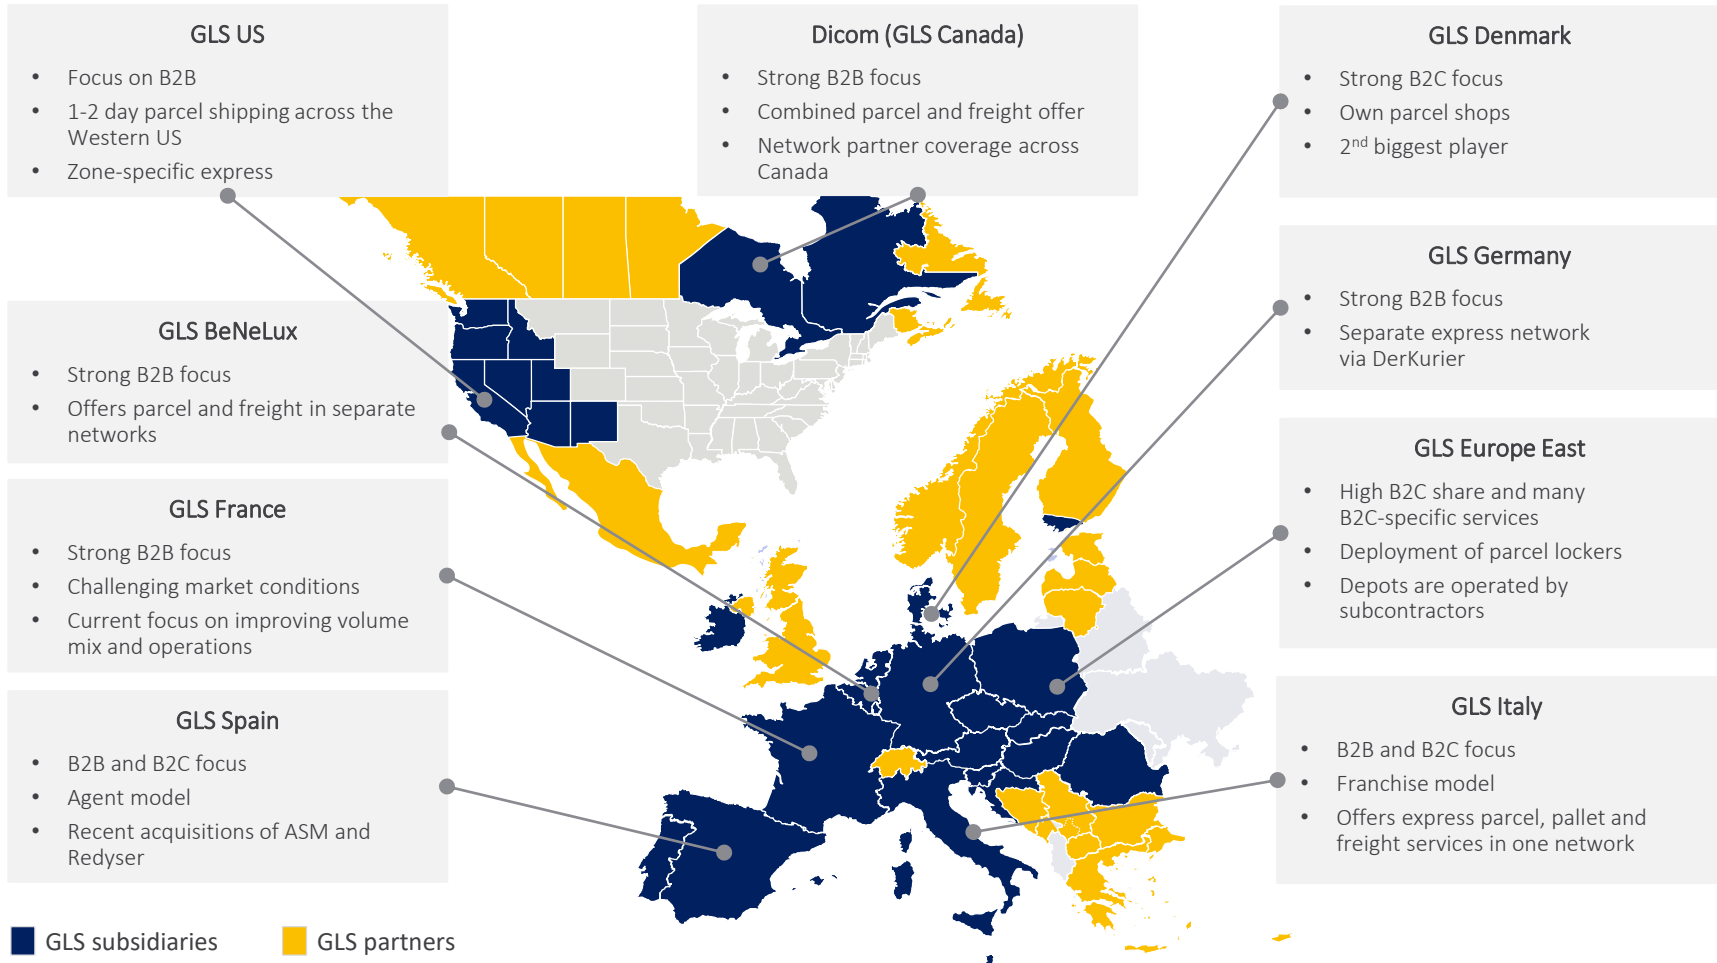 GLS US
• Focus on B2B
• 1-2 day parcel shipping across the
Western US
• Zone-specific express
Dicom (GLS Canada)
• Strong B2B focus
• Combined parcel and freight offer
• Network partner coverage across
Canada
GLS Denmark
• Strong B2C focus
• Own parcel shops
• 2nd biggest player
GLS BeNeLux
• Strong B2B focus
• Offers parcel and freight in separate
networks
GLS Germany
• Strong B2B focus
• Separate express network
via DerKurier
GLS France
• Strong B2B focus
• Challenging market conditions
• Current focus on improving volume
mix and operations
GLS Europe East
• High B2C share and many
B2C-specific services
• Deployment of parcel lockers
• Depots are operated by
subcontractors
GLS Spain
• B2B and B2C focus
• Agent model
• Recent acquisitions of ASM and
Redyser
GLS Italy
• B2B and B2C focus
• Franchise model
• Offers express parcel, pallet and
freight services in one network
GLS subsidiaries
GLS partners